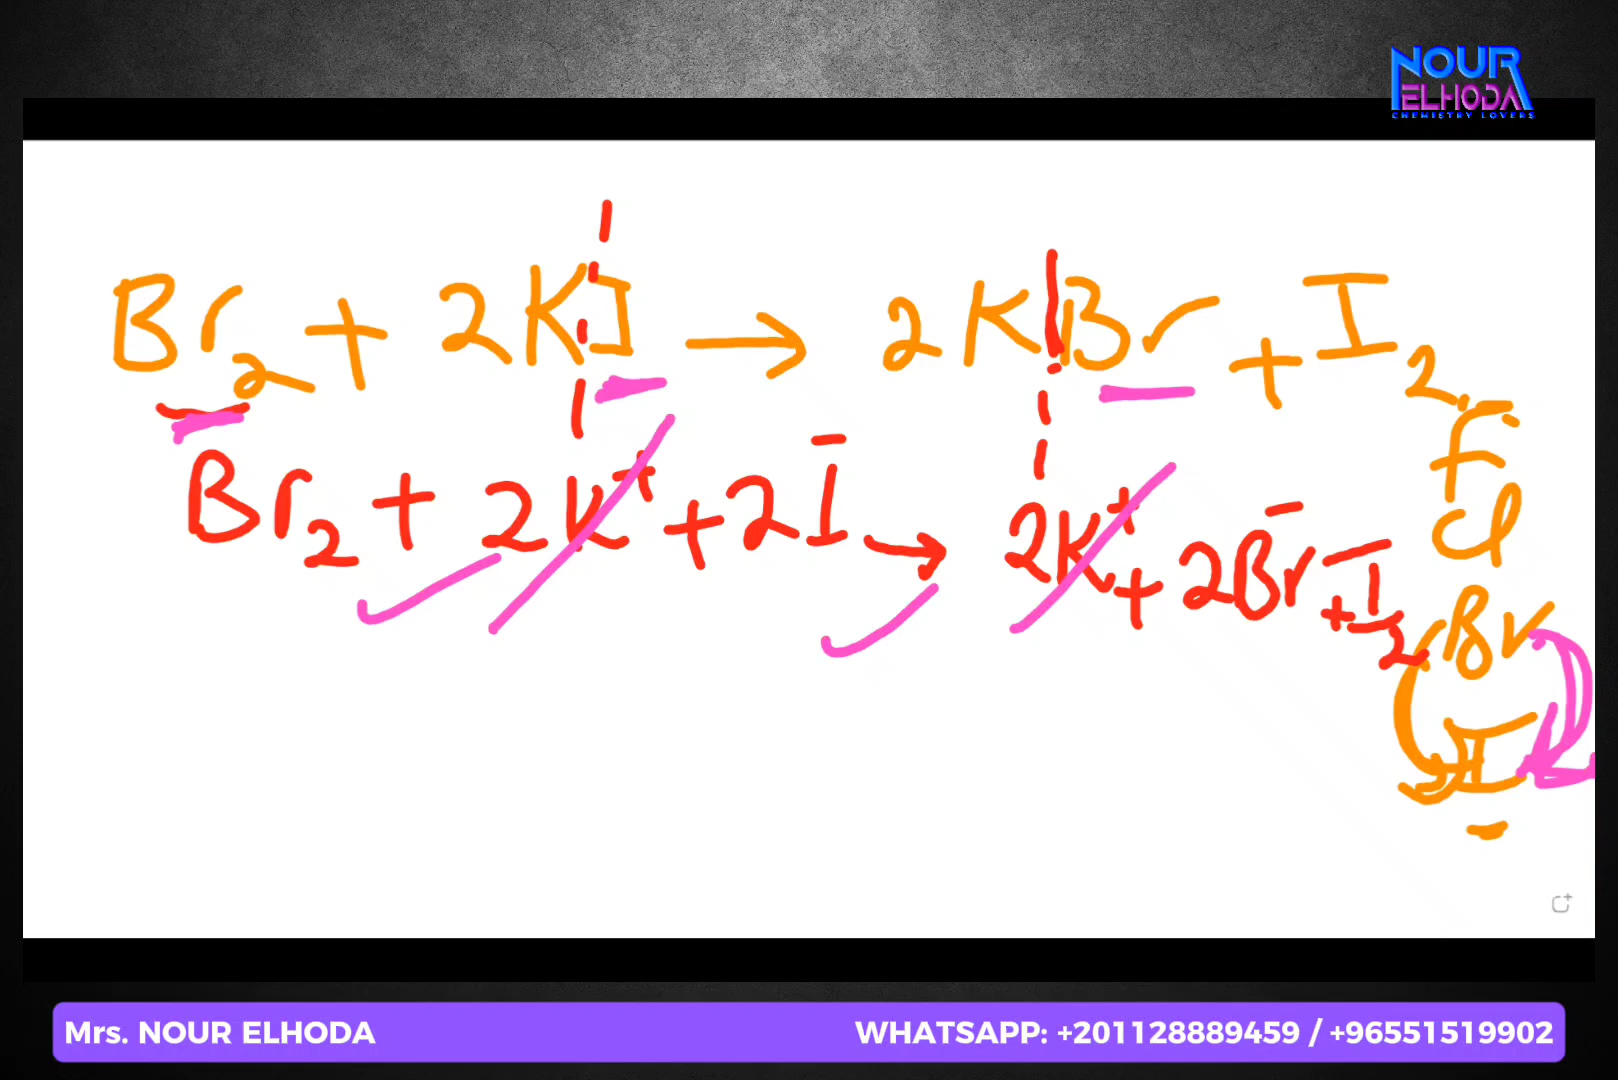 NOUR
ELHODA
CHEMISTRY LOVERS
Br₂ + 2KI → 2KBr + I₂
Br₂ + 2K⁺ + 2I⁻ → 2K⁺ + 2Br⁻ + I₂
F
Cl
Br
I
Mrs. NOUR ELHODA
WHATSAPP: +201128889459 / +96551519902